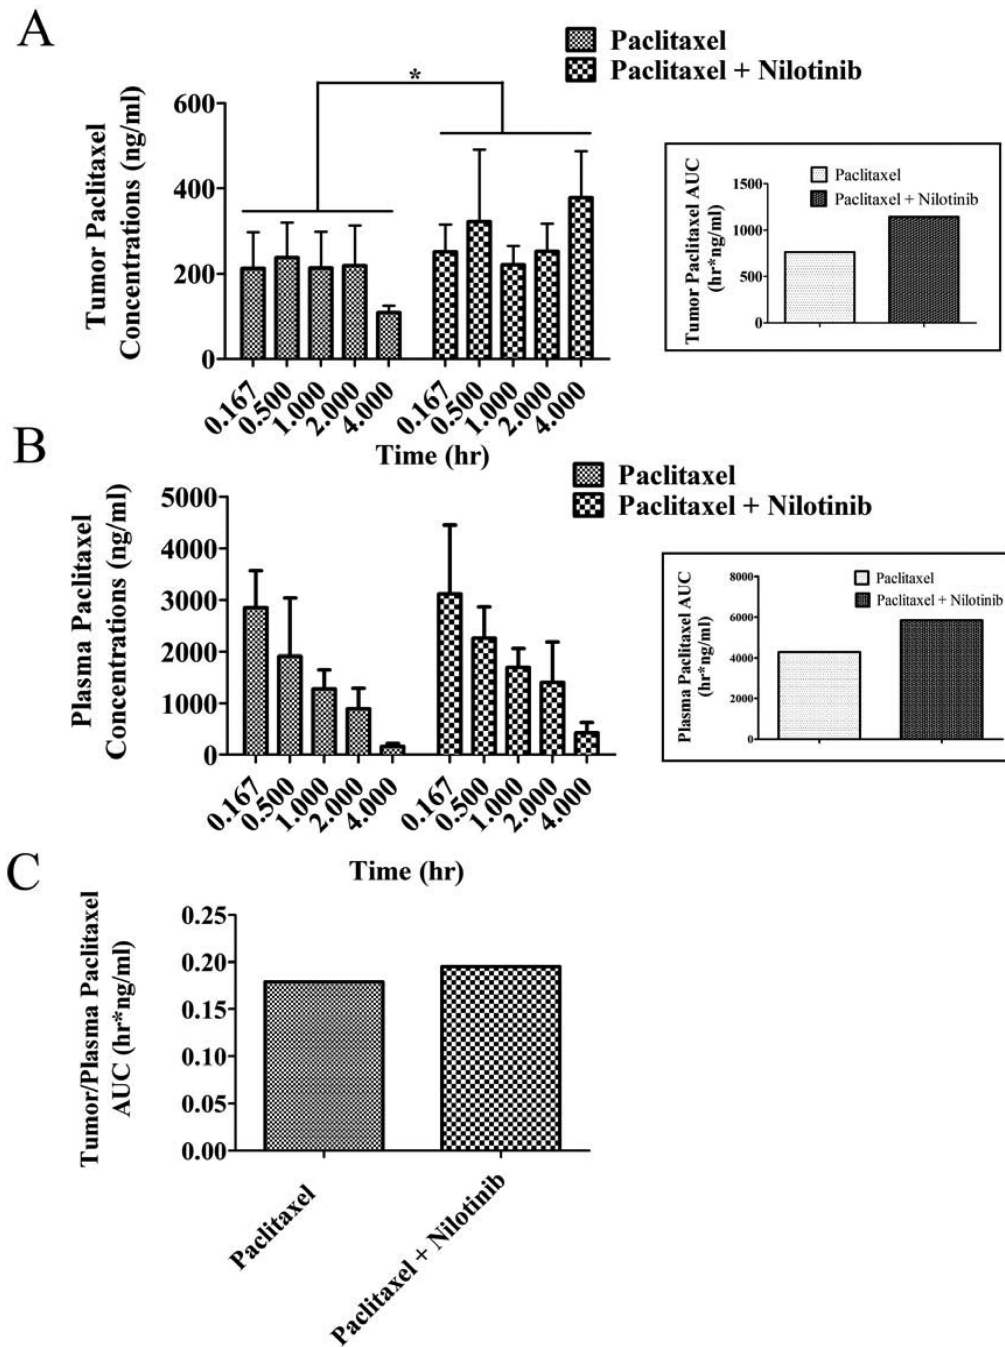 A
Paclitaxel
Paclitaxel + Nilotinib
*
Tumor Paclitaxel
Concentrations (ng/ml)
600
400
200
0
0.167
0.500
1.000
2.000
4.000
0.167
0.500
1.000
2.000
4.000
Time (hr)
Tumor Paclitaxel AUC
(hr*ng/ml)
1500
1000
500
0
Paclitaxel
Paclitaxel + Nilotinib
B
Paclitaxel
Paclitaxel + Nilotinib
Plasma Paclitaxel
Concentrations (ng/ml)
5000
4000
3000
2000
1000
0
0.167
0.500
1.000
2.000
4.000
0.167
0.500
1.000
2.000
4.000
Time (hr)
Plasma Paclitaxel AUC
(hr*ng/ml)
8000
6000
4000
2000
0
Paclitaxel
Paclitaxel + Nilotinib
C
Tumor/Plasma Paclitaxel
AUC (hr*ng/ml)
0.25
0.20
0.15
0.10
0.05
0.00
Paclitaxel
Paclitaxel + Nilotinib